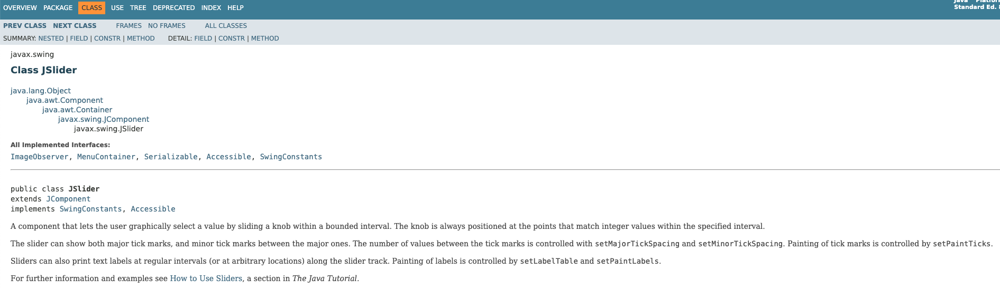 OVERVIEW PACKAGE CLASS USE TREE DEPRECATED INDEX HELP
Java Platform
Standard Ed. 8
PREV CLASS NEXT CLASS FRAMES NO FRAMES ALL CLASSES
SUMMARY: NESTED | FIELD | CONSTR | METHOD DETAIL: FIELD | CONSTR | METHOD
javax.swing
Class JSlider
java.lang.Object
java.awt.Component
java.awt.Container
javax.swing.JComponent
javax.swing.JSlider
All Implemented Interfaces:
ImageObserver, MenuContainer, Serializable, Accessible, SwingConstants
public class JSlider
extends JComponent
implements SwingConstants, Accessible
A component that lets the user graphically select a value by sliding a knob within a bounded interval. The knob is always positioned at the points that match integer values within the specified interval.
The slider can show both major tick marks, and minor tick marks between the major ones. The number of values between the tick marks is controlled with setMajorTickSpacing and setMinorTickSpacing. Painting of tick marks is controlled by setPaintTicks.
Sliders can also print text labels at regular intervals (or at arbitrary locations) along the slider track. Painting of labels is controlled by setLabelTable and setPaintLabels.
For further information and examples see How to Use Sliders, a section in The Java Tutorial.